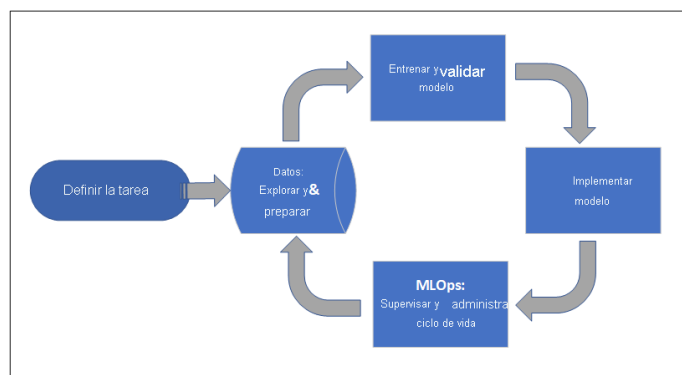 Definir la tarea
Datos:
Explorar y&
preparar
Entrenar y validar
modelo
Implementar
modelo
MLOps:
Supervisar y administra
ciclo de vida